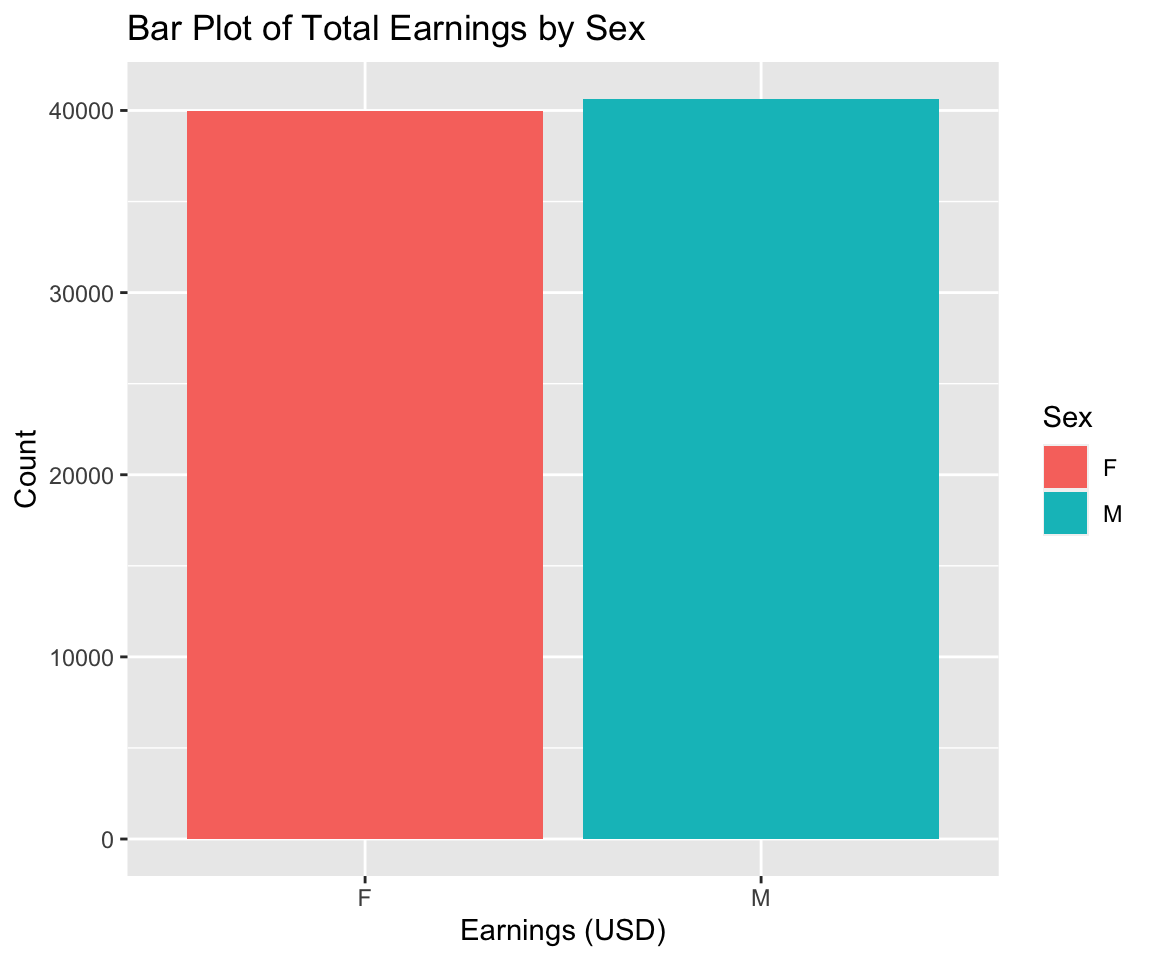 Bar Plot of Total Earnings by Sex
40000
30000
20000
10000
0
Count
F
M
Earnings (USD)
Sex
F
M